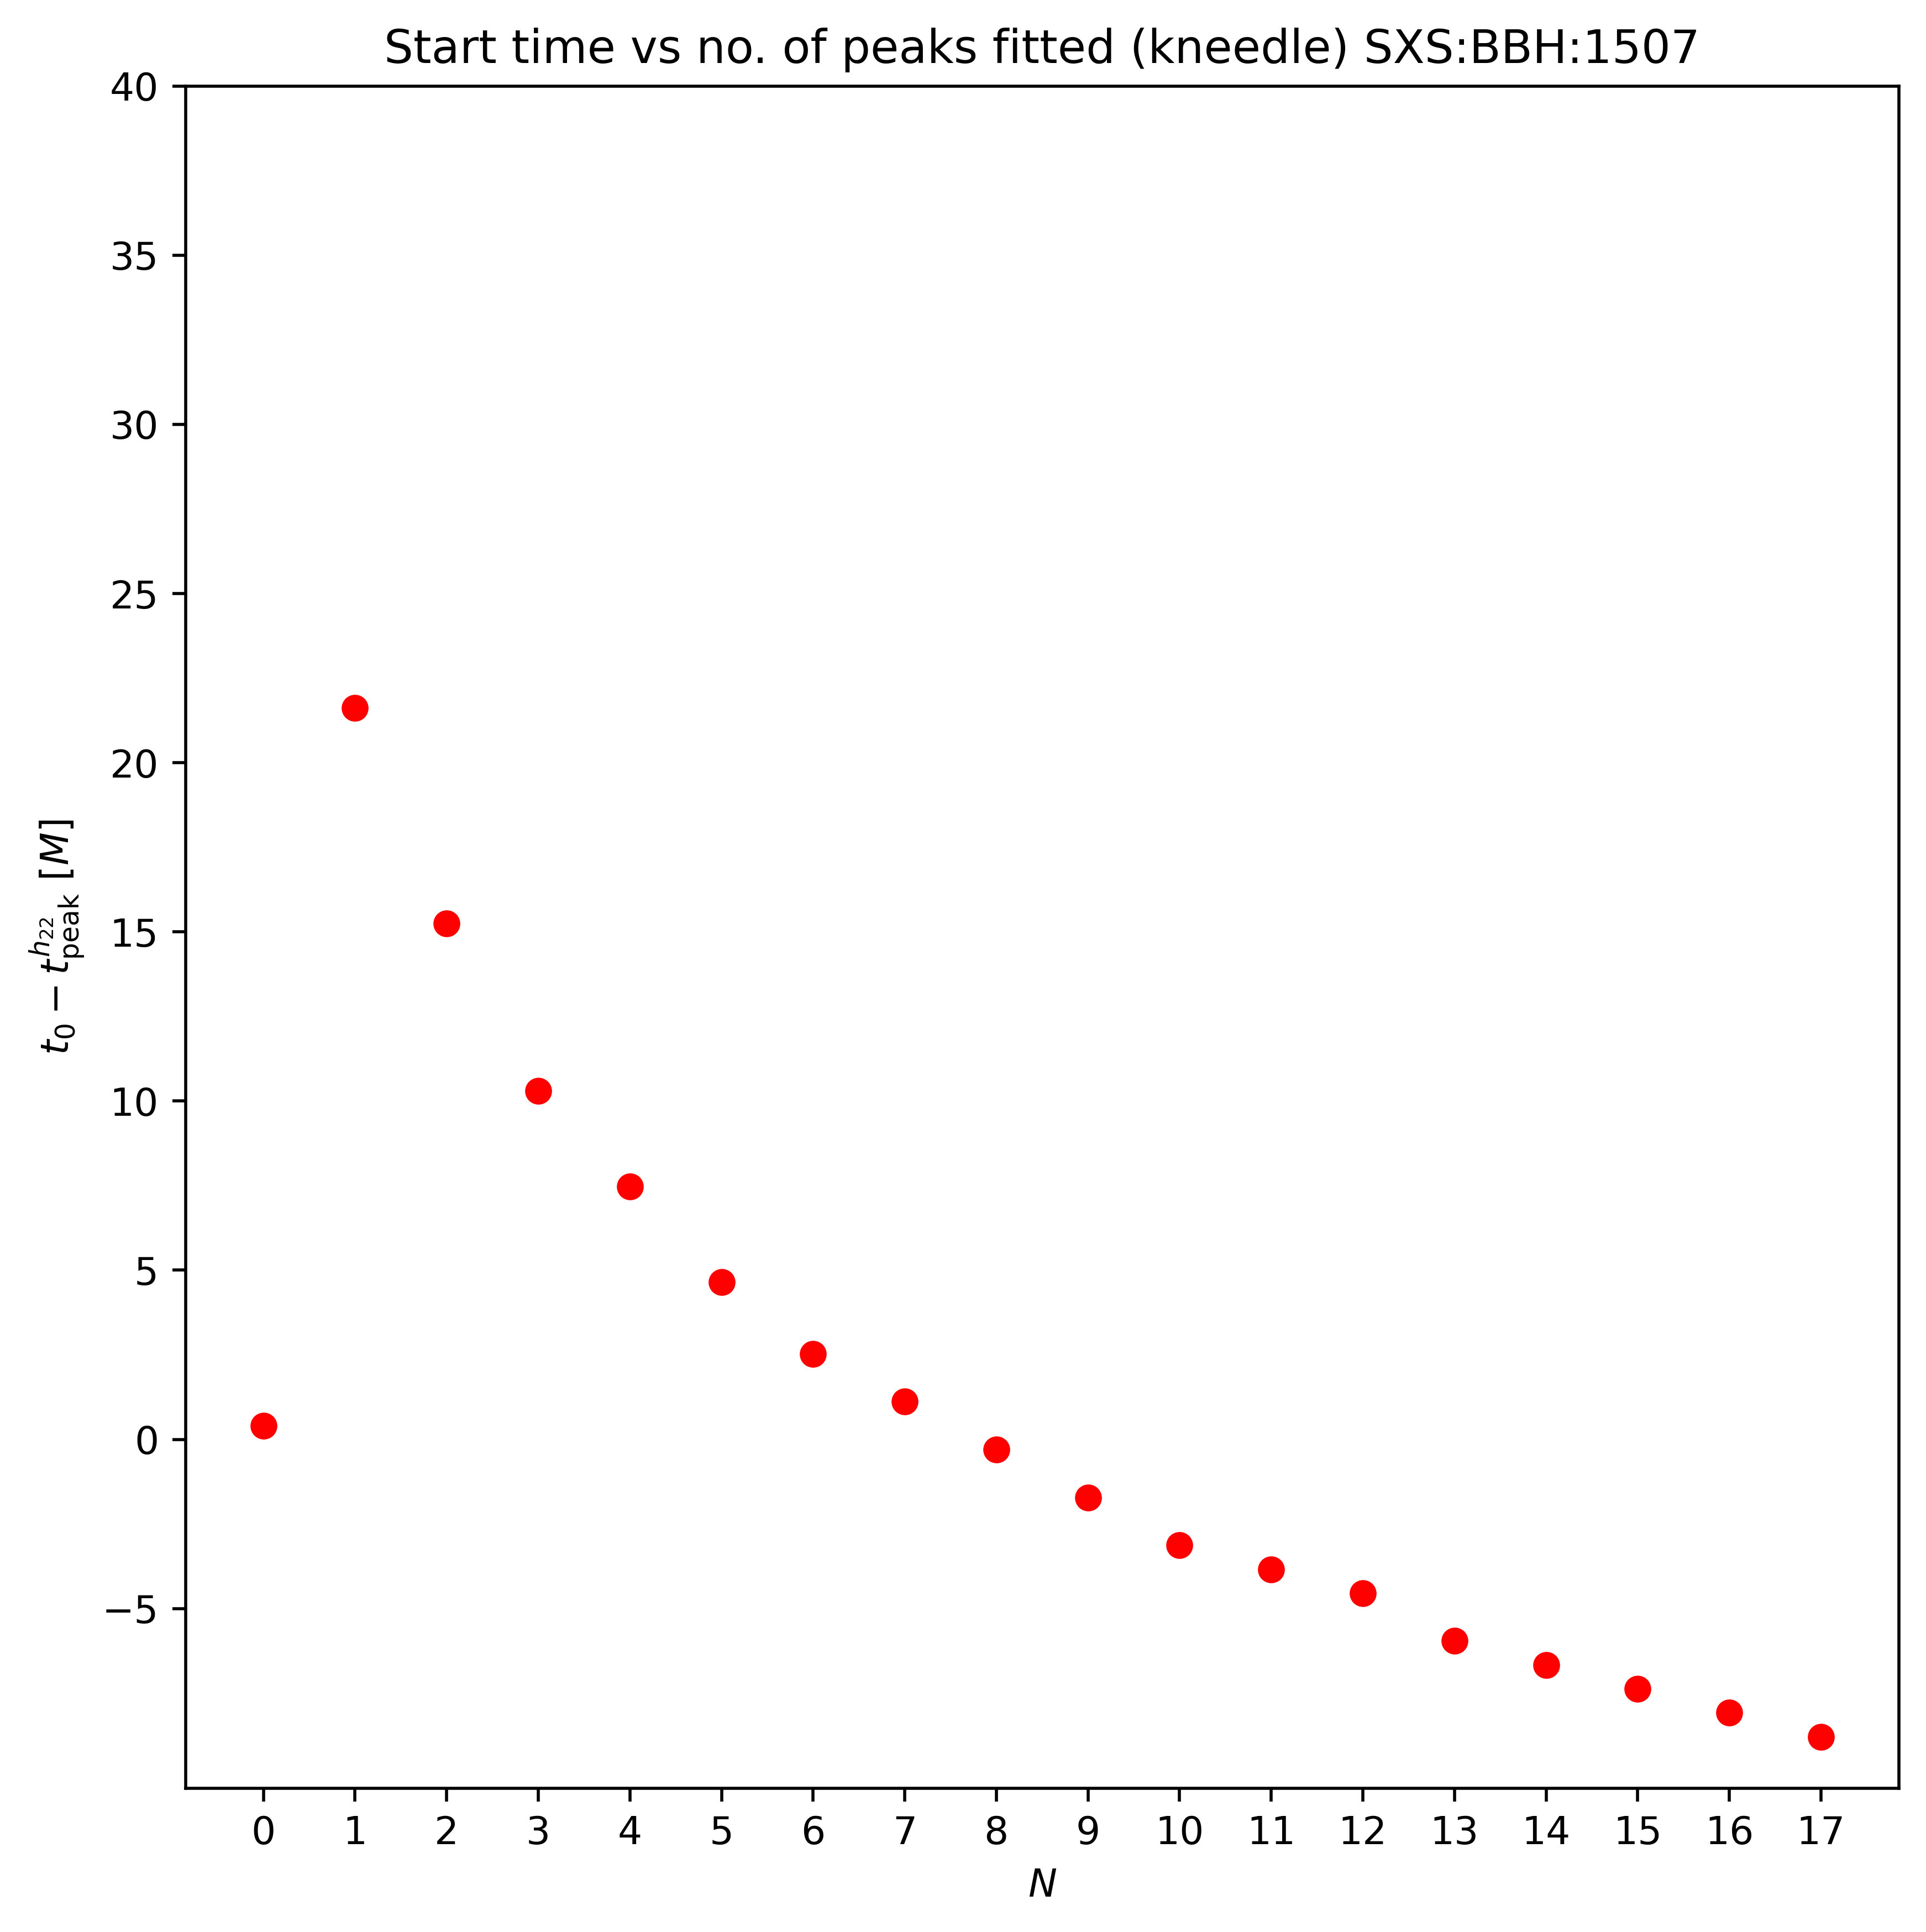 Start time vs no. of peaks fitted (kneedle) SXS:BBH:1507
40
35
30
25
20
15
10
5
0
−5
t₀ − t_peak^{h₂₂} [M]
0 1 2 3 4 5 6 7 8 9 10 11 12 13 14 15 16 17
N